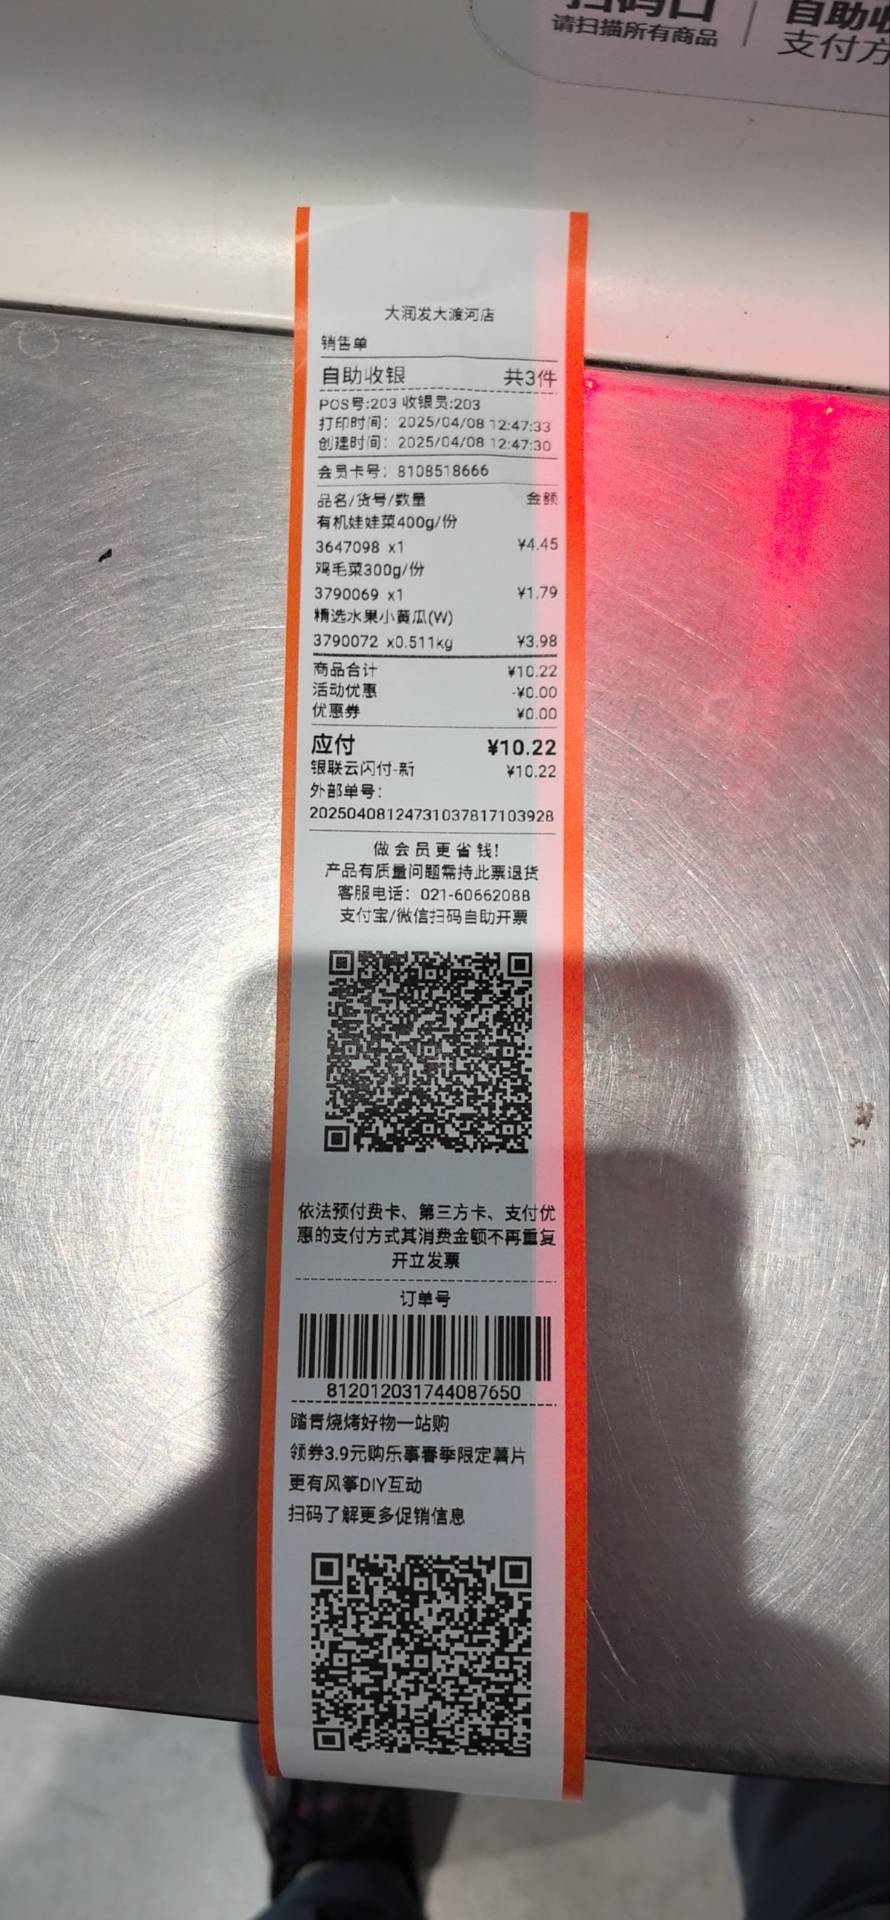 扫码口
请扫描所有商品
自助
支付方
大润发大渡河店
销售单
自助收银 共3件
POS号:203 收银员:203
打印时间: 2025/04/08 12:47:33
创建时间: 2025/04/08 12:47:30
会员卡号: 8108518666
品名/货号/数量 金额
有机娃娃菜400g/份
3647098 x1 ¥4.45
鸡毛菜300g/份
3790069 x1 ¥1.79
精选水果小黄瓜(W)
3790072 x0.511kg ¥3.98
商品合计 ¥10.22
活动优惠 -¥0.00
优惠券 ¥0.00
应付 ¥10.22
银联云闪付-新 ¥10.22
外部单号:
20250408124731037817103928
做会员更省钱!
产品有质量问题需持此票退货
客服电话: 021-60662088
支付宝/微信扫码自助开票
依法预付费卡、第三方卡、支付优
惠的支付方式其消费金额不再重复
开立发票
订单号
812012031744087650
踏青烧烤好物一站购
领券3.9元购乐事春季限定薯片
更有风筝DIY互动
扫码了解更多促销信息